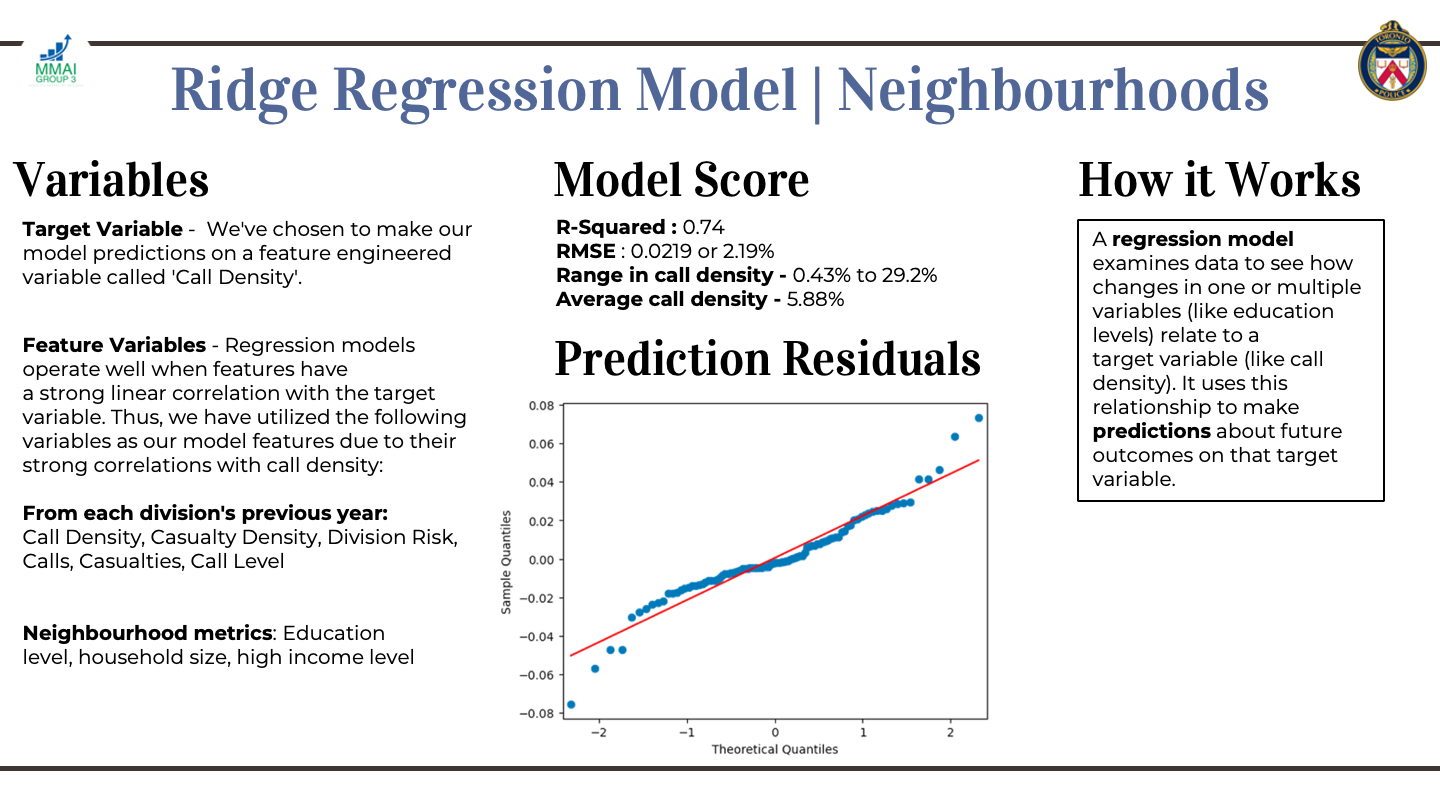 MMAI
GROUP 3
TORONTO
POLICE
Ridge Regression Model | Neighbourhoods
Variables
Target Variable - We've chosen to make our
model predictions on a feature engineered
variable called 'Call Density'.
Feature Variables - Regression models
operate well when features have
a strong linear correlation with the target
variable. Thus, we have utilized the following
variables as our model features due to their
strong correlations with call density:
From each division's previous year:
Call Density, Casualty Density, Division Risk,
Calls, Casualties, Call Level
Neighbourhood metrics: Education
level, household size, high income level
Model Score
R-Squared : 0.74
RMSE : 0.0219 or 2.19%
Range in call density - 0.43% to 29.2%
Average call density - 5.88%
Prediction Residuals
0.08
0.06
0.04
0.02
0.00
−0.02
−0.04
−0.06
−0.08
Sample Quantiles
−2 −1 0 1 2
Theoretical Quantiles
How it Works
A regression model
examines data to see how
changes in one or multiple
variables (like education
levels) relate to a
target variable (like call
density). It uses this
relationship to make
predictions about future
outcomes on that target
variable.